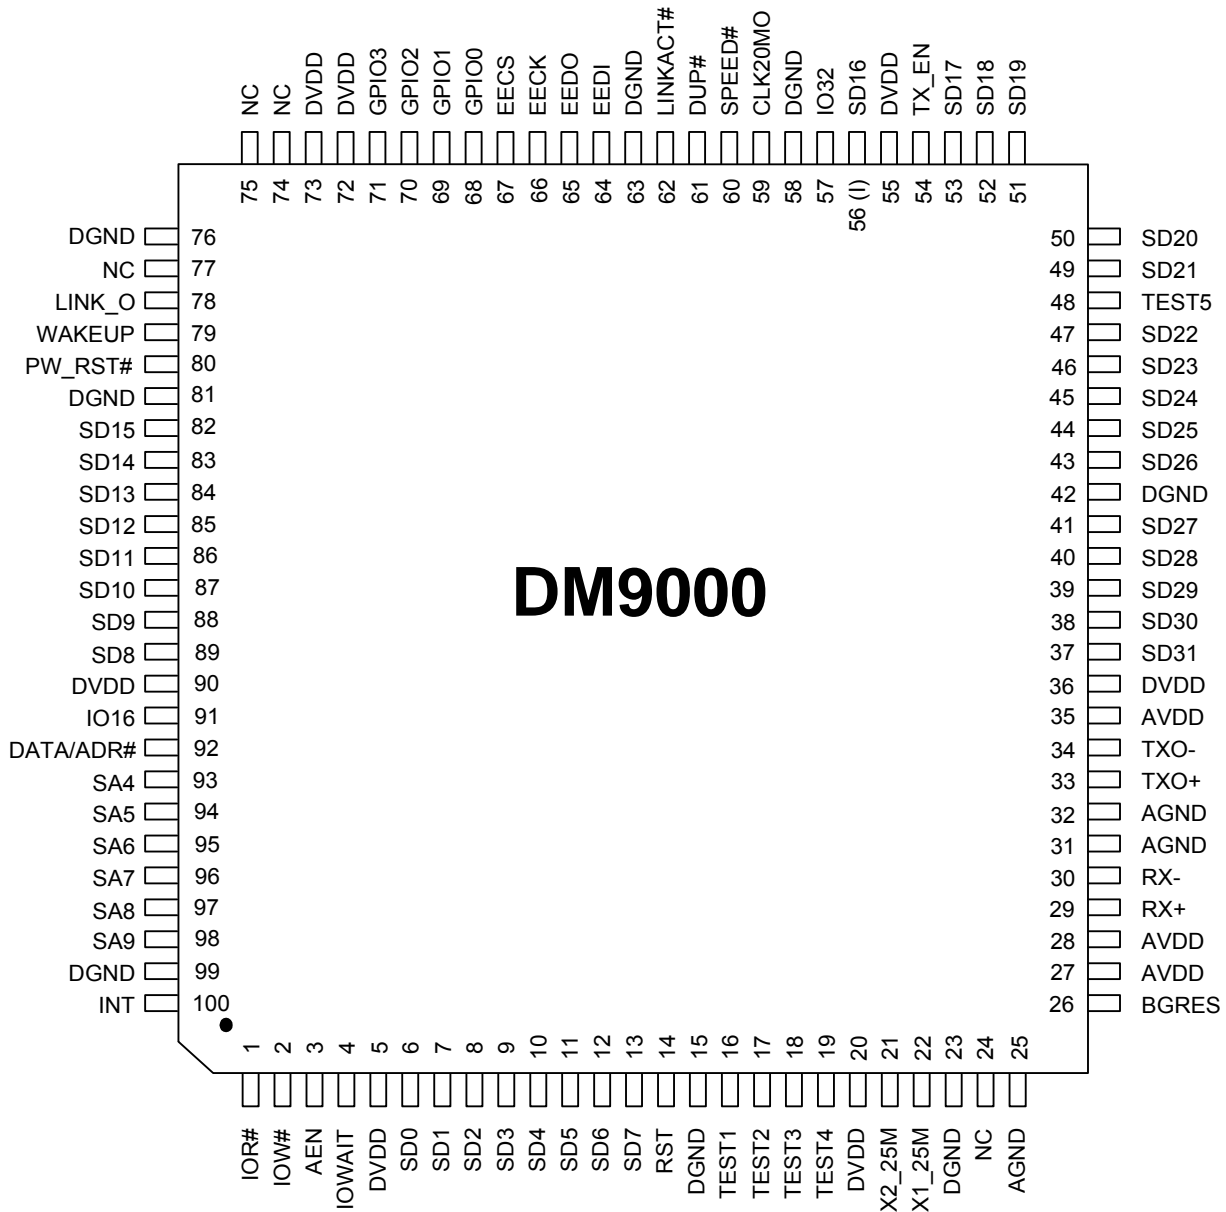 NC NC DVDD DVDD GPIO3 GPIO2 GPIO1 GPIO0 EECS EECK EEDO EEDI DGND LINKACT# DUP# SPEED# CLK20MO DGND IO32 SD16 DVDD TX_EN SD17 SD18 SD19
75 74 73 72 71 70 69 68 67 66 65 64 63 62 61 60 59 58 57 56 (I) 55 54 53 52 51
DGND 76
NC 77
LINK_O 78
WAKEUP 79
PW_RST# 80
DGND 81
SD15 82
SD14 83
SD13 84
SD12 85
SD11 86
SD10 87
SD9 88
SD8 89
DVDD 90
IO16 91
DATA/ADR# 92
SA4 93
SA5 94
SA6 95
SA7 96
SA8 97
SA9 98
DGND 99
INT 100
DM9000
50 SD20
49 SD21
48 TEST5
47 SD22
46 SD23
45 SD24
44 SD25
43 SD26
42 DGND
41 SD27
40 SD28
39 SD29
38 SD30
37 SD31
36 DVDD
35 AVDD
34 TXO-
33 TXO+
32 AGND
31 AGND
30 RX-
29 RX+
28 AVDD
27 AVDD
26 BGRES
1 2 3 4 5 6 7 8 9 10 11 12 13 14 15 16 17 18 19 20 21 22 23 24 25
IOR# IOW# AEN IOWAIT DVDD SD0 SD1 SD2 SD3 SD4 SD5 SD6 SD7 RST DGND TEST1 TEST2 TEST3 TEST4 DVDD X2_25M X1_25M DGND NC AGND